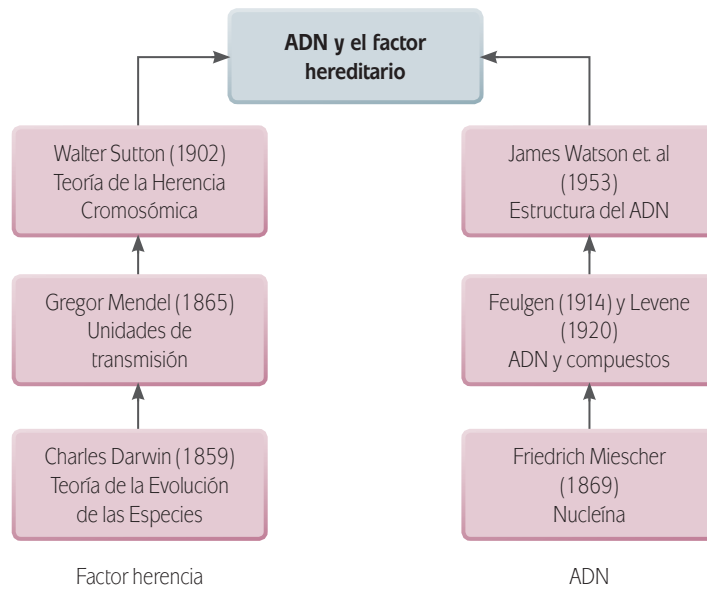 ADN y el factor
hereditario
Walter Sutton (1902)
Teoría de la Herencia
Cromosómica
Gregor Mendel (1865)
Unidades de
transmisión
Charles Darwin (1859)
Teoría de la Evolución
de las Especies
Factor herencia
James Watson et. al
(1953)
Estructura del ADN
Feulgen (1914) y Levene
(1920)
ADN y compuestos
Friedrich Miescher
(1869)
Nucleína
ADN